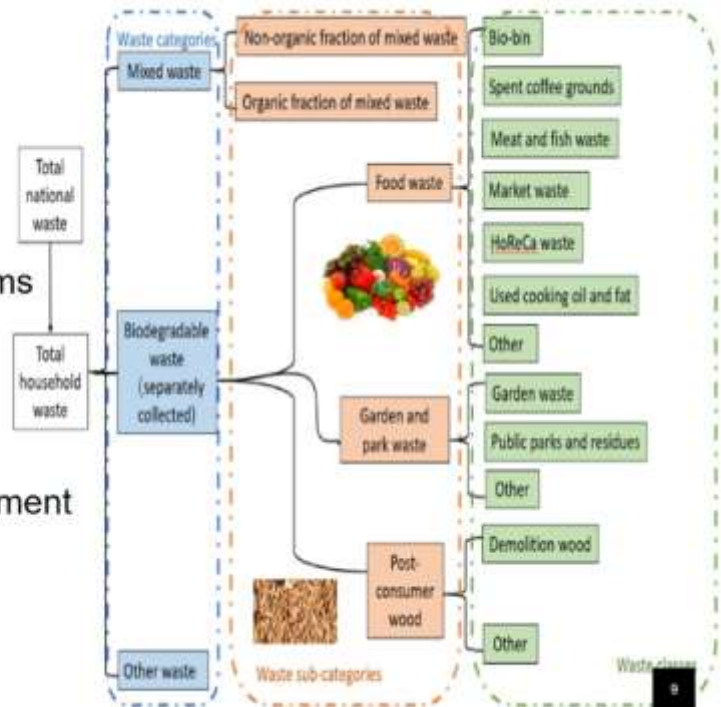 Waste categories
Mixed waste
Non-organic fraction of mixed waste
Organic fraction of mixed waste
Bio-bin
Spent coffee grounds
Meat and fish waste
Market waste
HoReCa waste
Used cooking oil and fat
Other
Food waste
Total
national
waste
ms
Total
household
waste
Biodegradable
waste
(separately
collected)
Garden and
park waste
Garden waste
Public parks and residues
Other
ment
Post-
consumer
wood
Demolition wood
Other
Other waste
Waste sub-categories
Waste classes
9